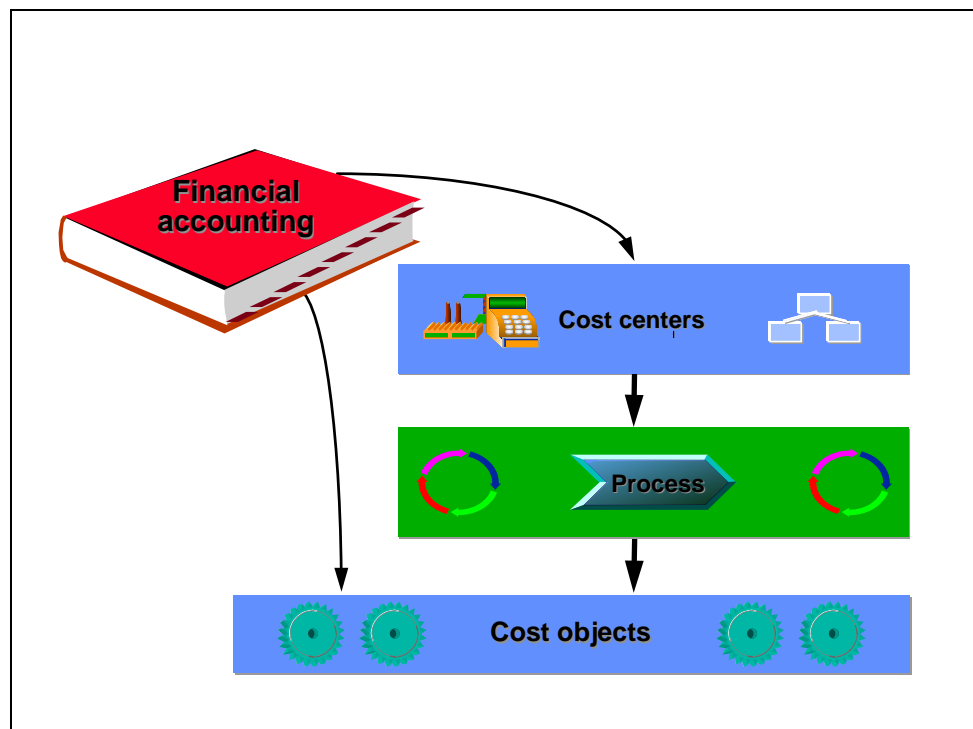 Financial
accounting
Cost centers
Process
Cost objects